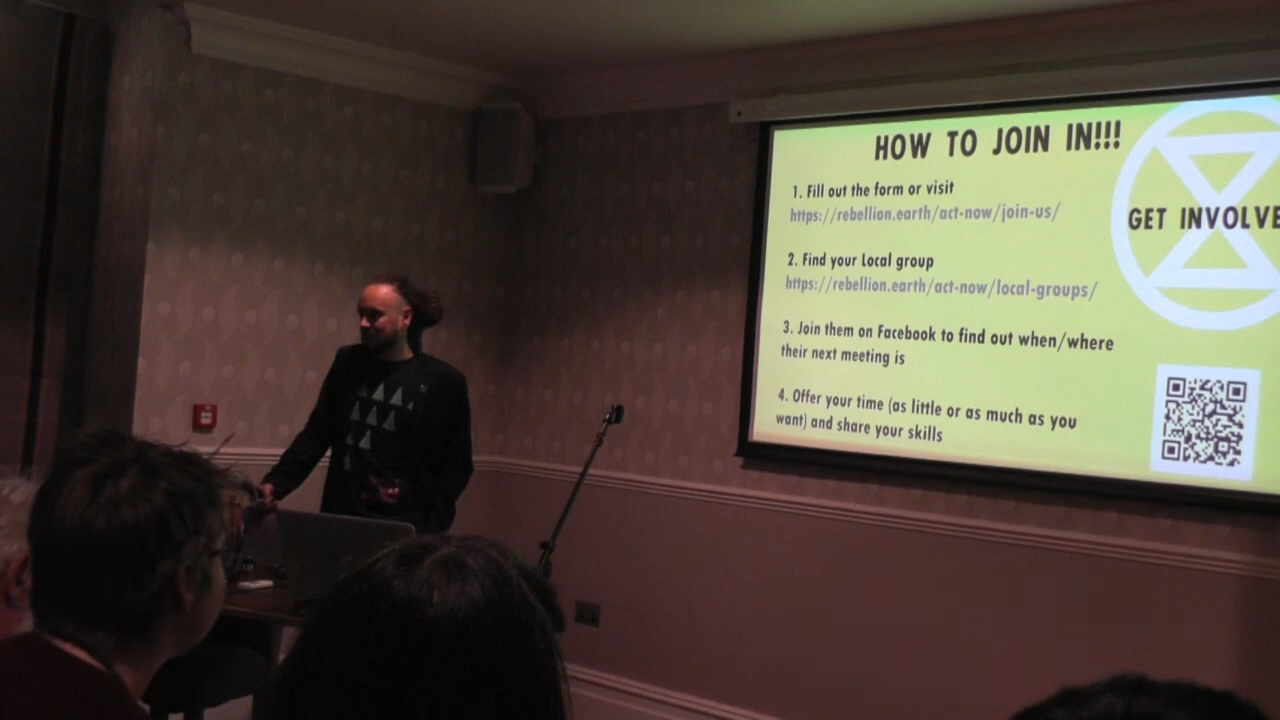 HOW TO JOIN IN!!!
1. Fill out the form or visit
https://rebellion.earth/act-now/join-us/
GET INVOLVE
2. Find your Local group
https://rebellion.earth/act-now/local-groups/
3. Join them on Facebook to find out when/where
their next meeting is
4. Offer your time (as little or as much as you
want) and share your skills